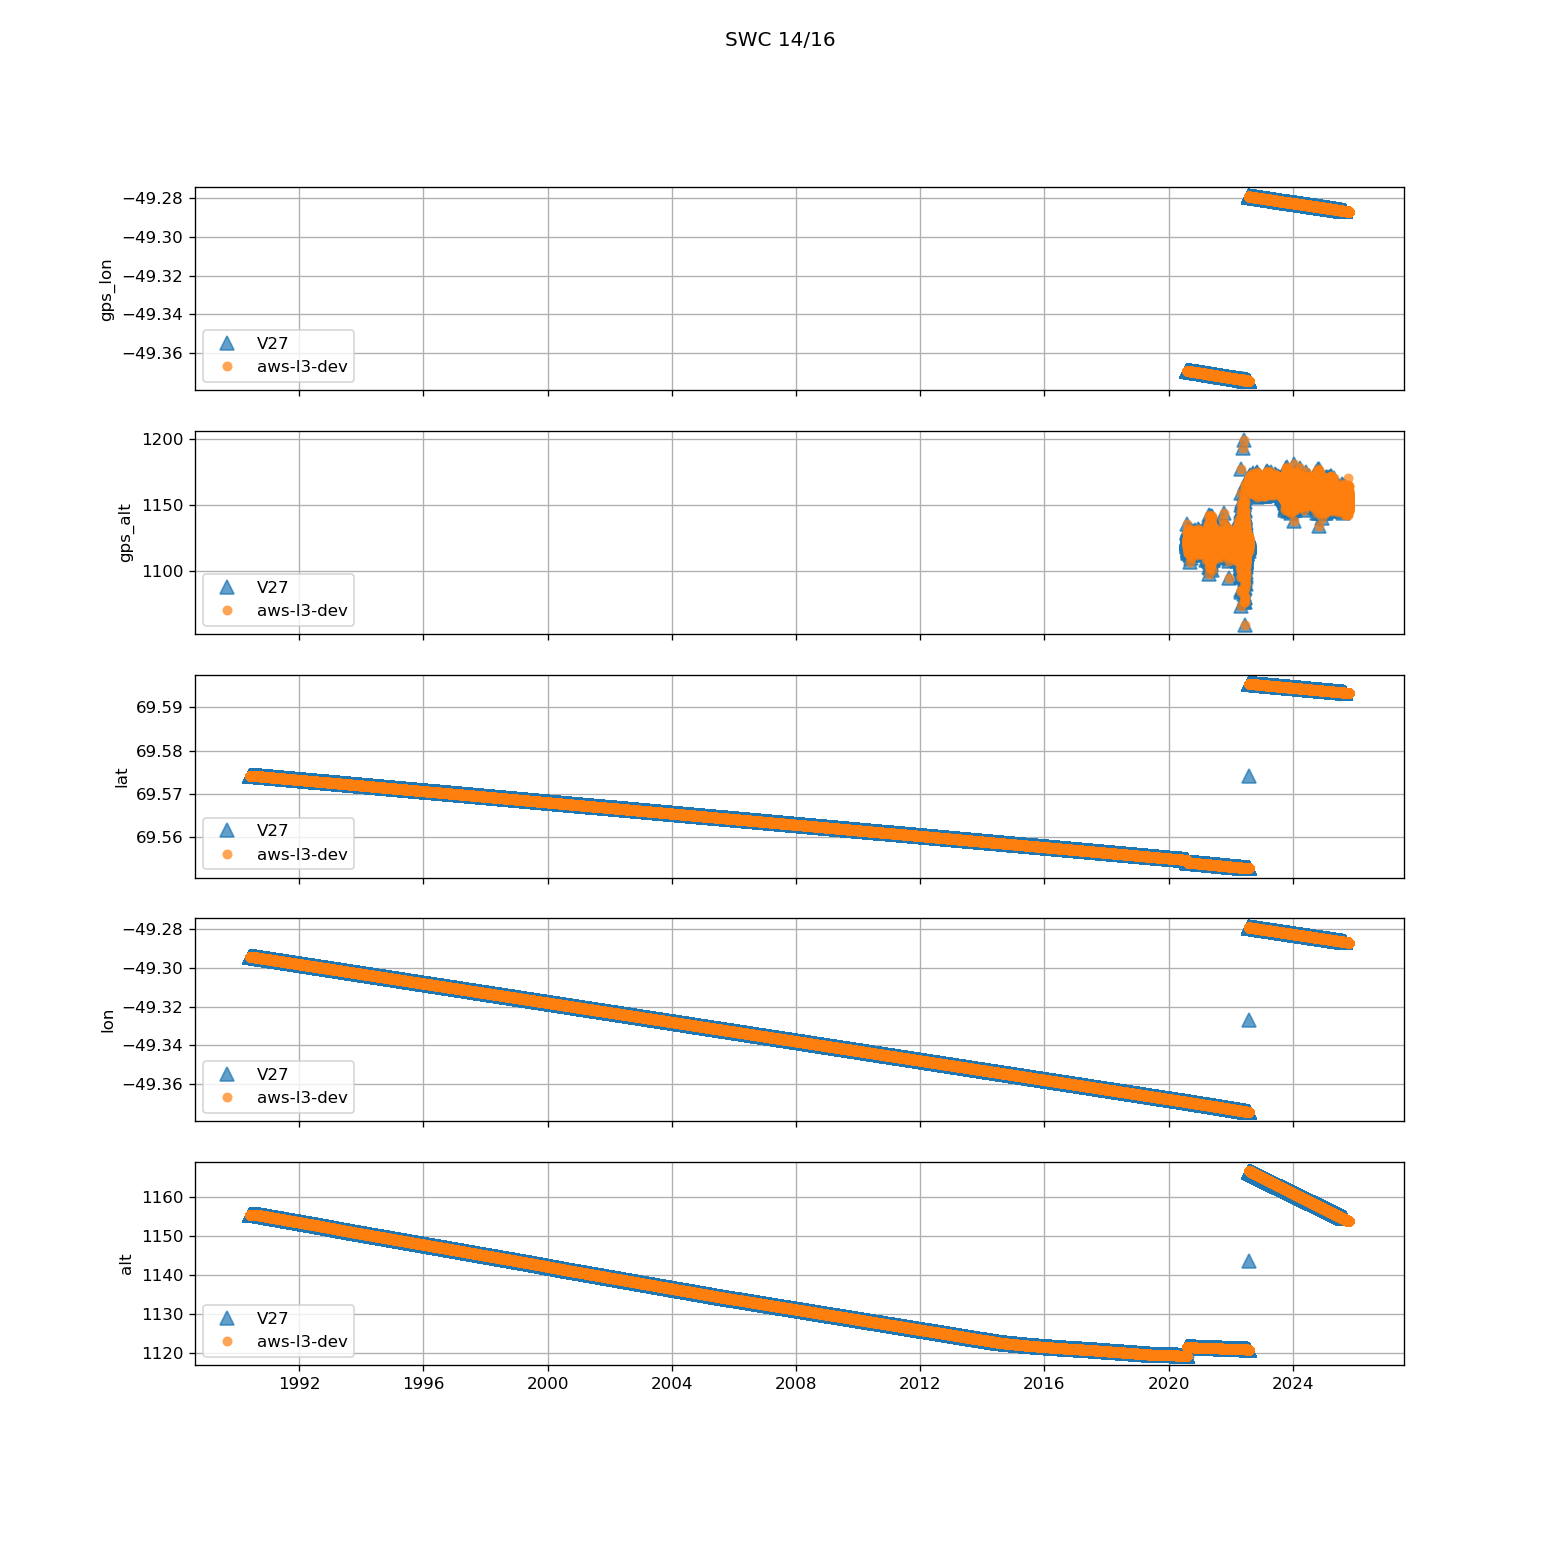 SWC 14/16
gps_lon
−49.28
−49.30
−49.32
−49.34
−49.36
V27
aws-l3-dev
gps_alt
1200
1150
1100
V27
aws-l3-dev
lat
69.59
69.58
69.57
69.56
V27
aws-l3-dev
lon
−49.28
−49.30
−49.32
−49.34
−49.36
V27
aws-l3-dev
alt
1160
1150
1140
1130
1120
V27
aws-l3-dev
1992 1996 2000 2004 2008 2012 2016 2020 2024